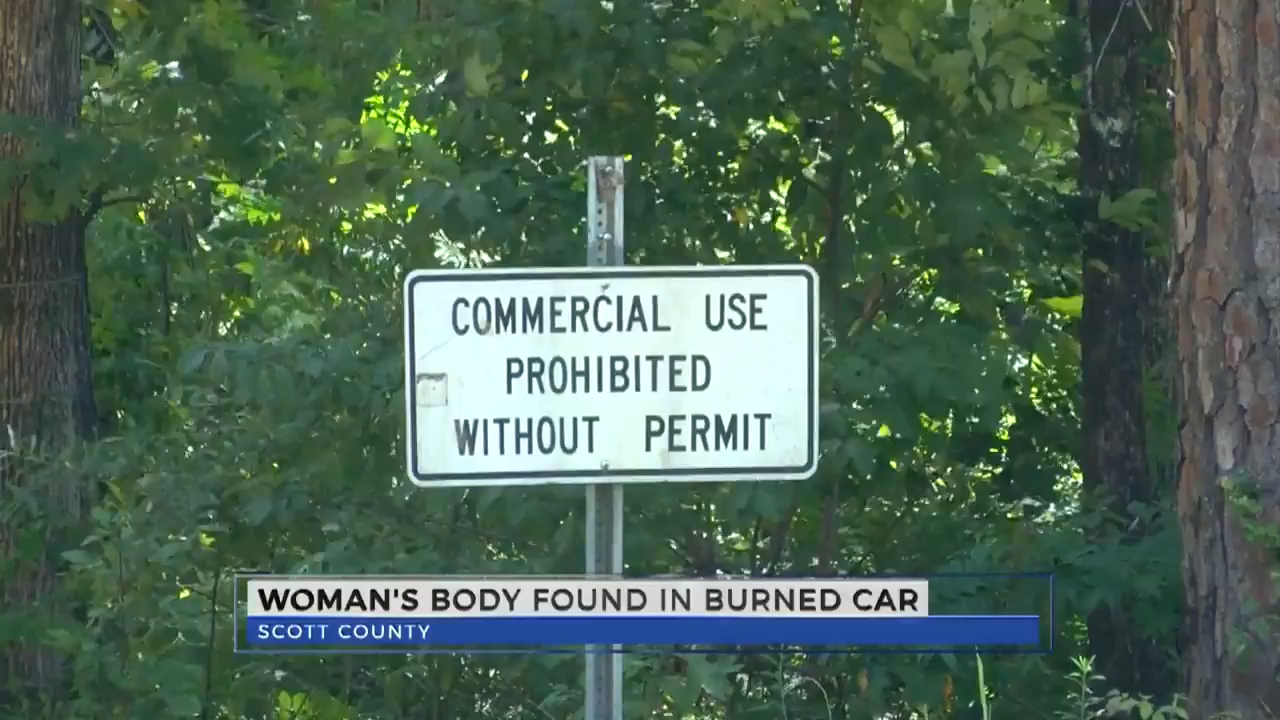 COMMERCIAL USE
PROHIBITED
WITHOUT PERMIT
WOMAN'S BODY FOUND IN BURNED CAR
SCOTT COUNTY